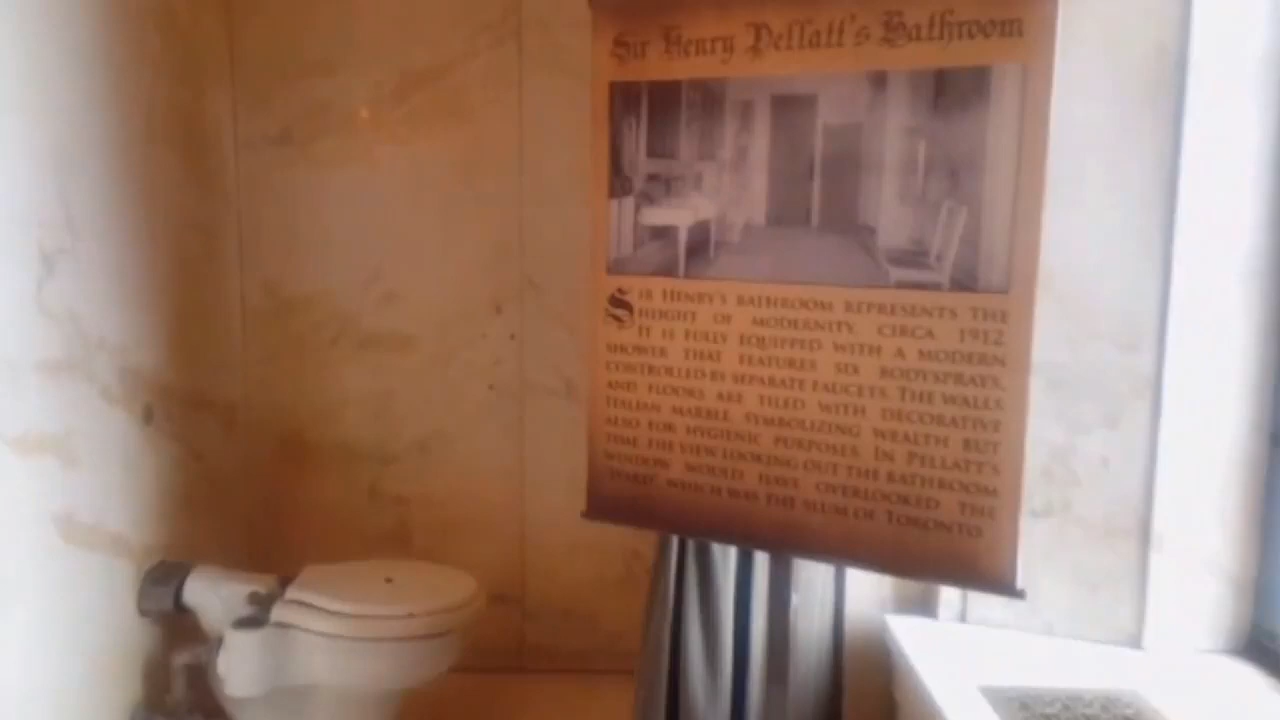 Sir Henry Pellatt's Bathroom
SIR HENRY'S BATHROOM REPRESENTS THE
HEIGHT OF MODERNITY, CIRCA 1912.
IT IS FULLY EQUIPPED WITH A MODERN
SHOWER THAT FEATURES SIX BODYSPRAYS,
CONTROLLED BY SEPARATE FAUCETS. THE WALLS
AND FLOORS ARE TILED WITH DECORATIVE
ITALIAN MARBLE, SYMBOLIZING WEALTH BUT
ALSO FOR HYGIENIC PURPOSES. IN PELLATT'S
TIME THE VIEW LOOKING OUT THE BATHROOM
WINDOW WOULD HAVE OVERLOOKED THE
WHICH WAS THE SLUM OF TORONTO